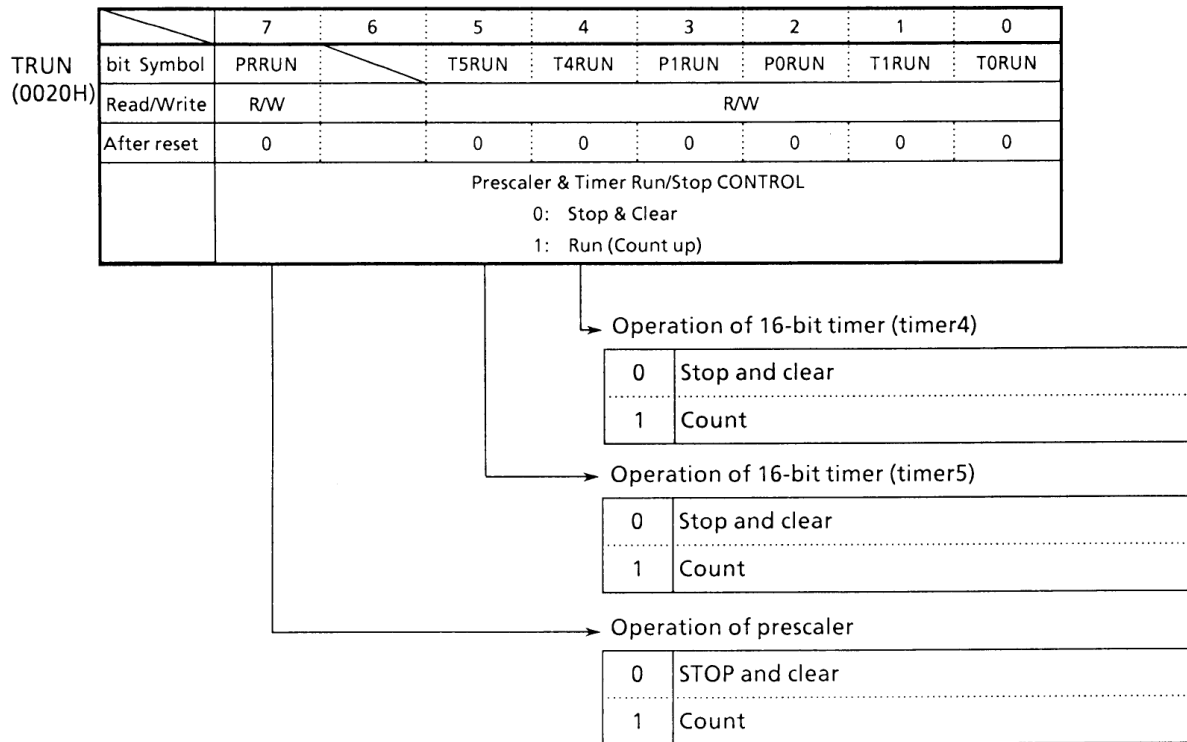 7 6 5 4 3 2 1 0
TRUN (0020H)
bit Symbol PRRUN T5RUN T4RUN P1RUN P0RUN T1RUN T0RUN
Read/Write R/W R/W
After reset 0 0 0 0 0 0 0
Prescaler & Timer Run/Stop CONTROL
0: Stop & Clear
1: Run (Count up)
Operation of 16-bit timer (timer4)
0 Stop and clear
1 Count
Operation of 16-bit timer (timer5)
0 Stop and clear
1 Count
Operation of prescaler
0 STOP and clear
1 Count